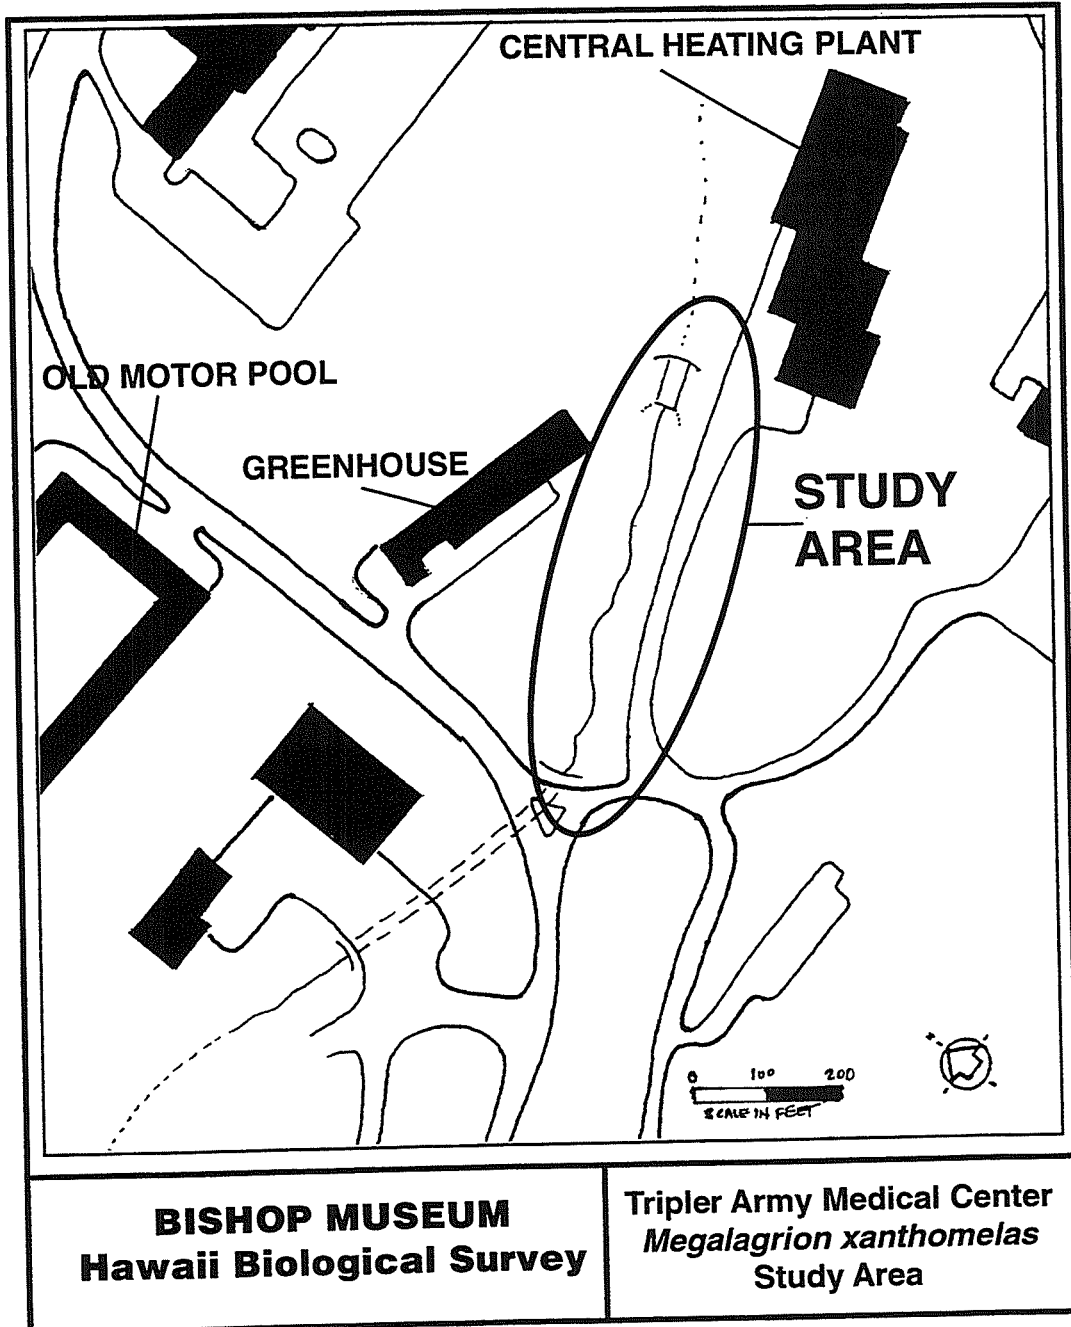 CENTRAL HEATING PLANT
OLD MOTOR POOL
GREENHOUSE
STUDY
AREA
0 100 200
SCALE IN FEET
N
BISHOP MUSEUM
Hawaii Biological Survey
Tripler Army Medical Center
Megalagrion xanthomelas
Study Area